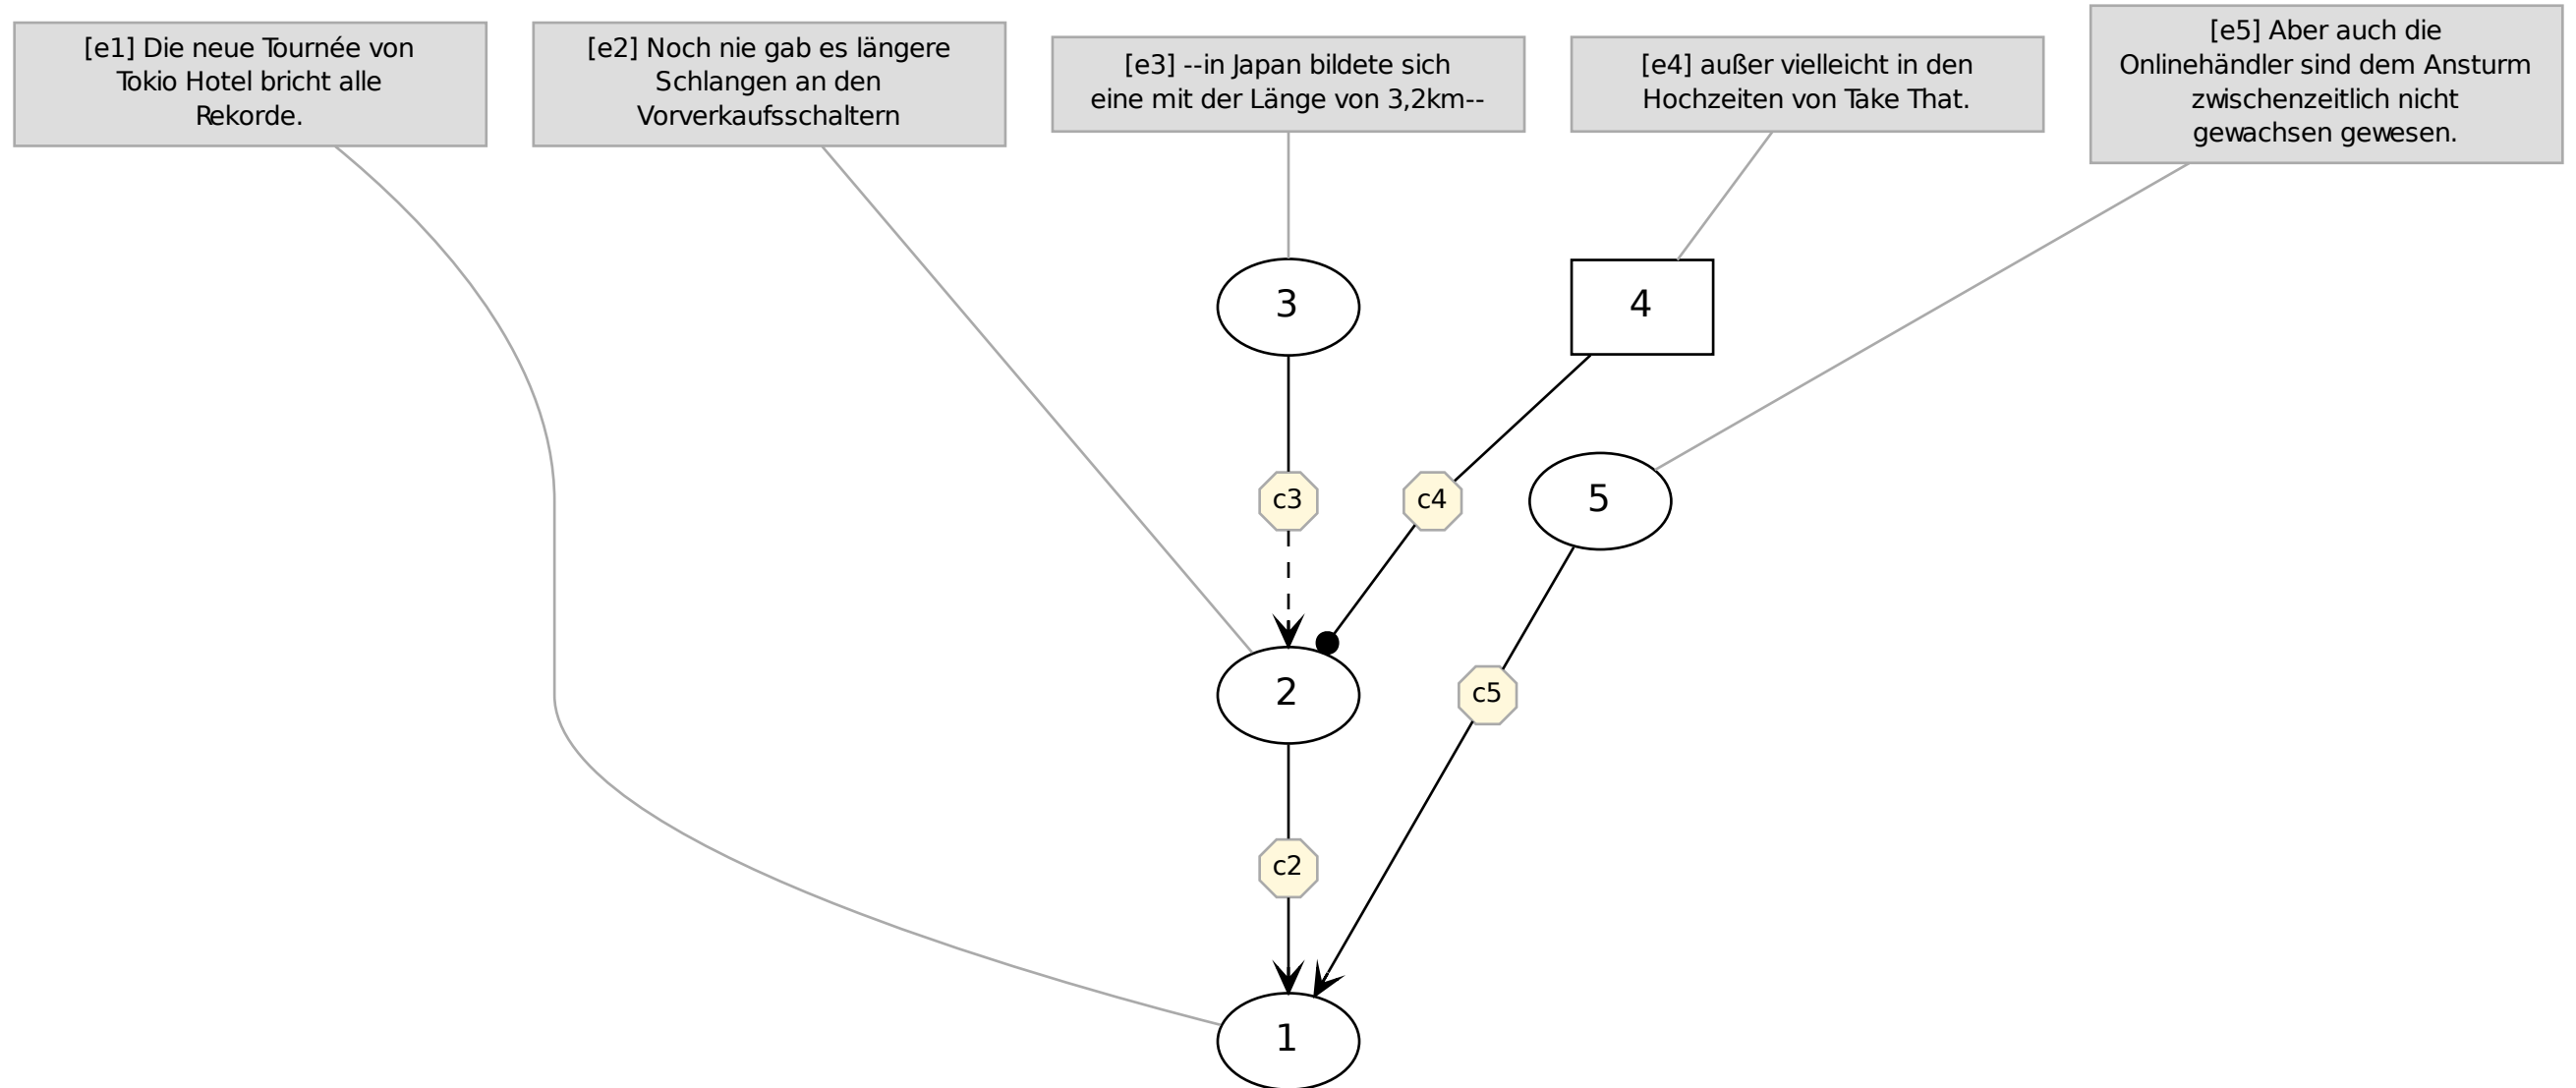 [e1] Die neue Tournée von
Tokio Hotel bricht alle
Rekorde.
[e2] Noch nie gab es längere
Schlangen an den
Vorverkaufsschaltern
[e3] --in Japan bildete sich
eine mit der Länge von 3,2km--
[e4] außer vielleicht in den
Hochzeiten von Take That.
[e5] Aber auch die
Onlinehändler sind dem Ansturm
zwischenzeitlich nicht
gewachsen gewesen.
3
4
c3
c4
5
2
c5
c2
1